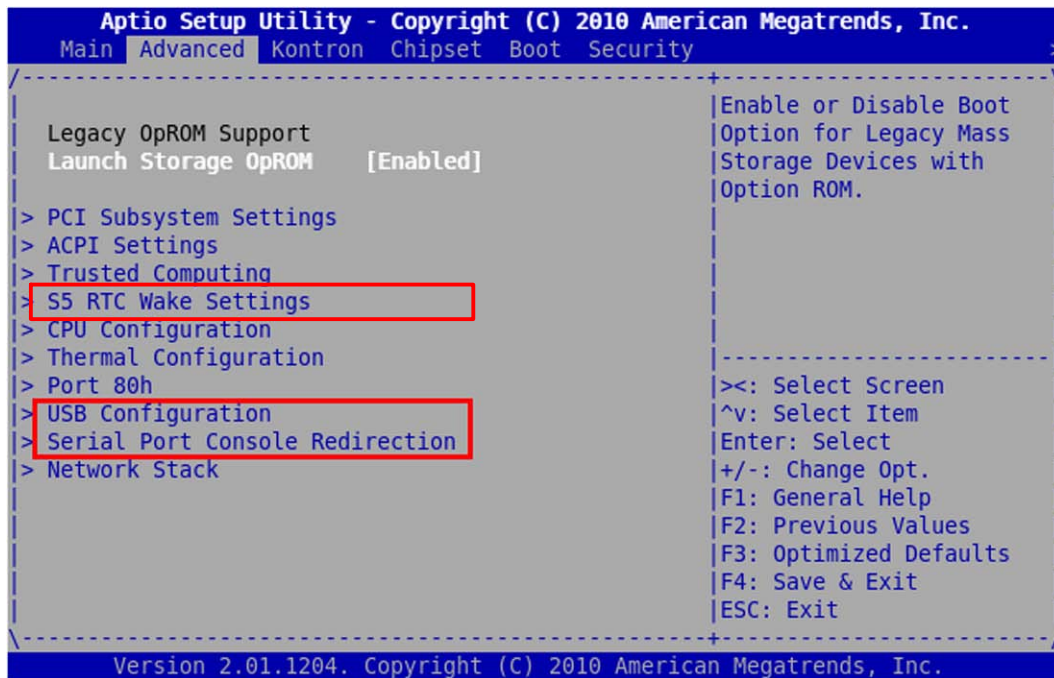 Aptio Setup Utility - Copyright (C) 2010 American Megatrends, Inc.
Main Advanced Kontron Chipset Boot Security >
Legacy OpROM Support
Launch Storage OpROM [Enabled]
> PCI Subsystem Settings
> ACPI Settings
> Trusted Computing
> S5 RTC Wake Settings
> CPU Configuration
> Thermal Configuration
> Port 80h
> USB Configuration
> Serial Port Console Redirection
> Network Stack
Enable or Disable Boot
Option for Legacy Mass
Storage Devices with
Option ROM.
><: Select Screen
^v: Select Item
Enter: Select
+/-: Change Opt.
F1: General Help
F2: Previous Values
F3: Optimized Defaults
F4: Save & Exit
ESC: Exit
Version 2.01.1204. Copyright (C) 2010 American Megatrends, Inc.